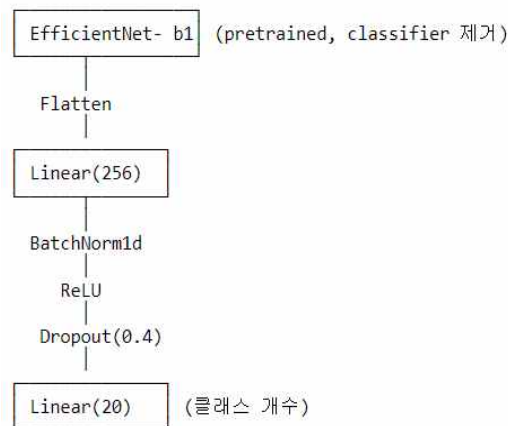 EfficientNet- b1 (pretrained, classifier 제거)
Flatten
Linear(256)
BatchNorm1d
ReLU
Dropout(0.4)
Linear(20) (클래스 개수)